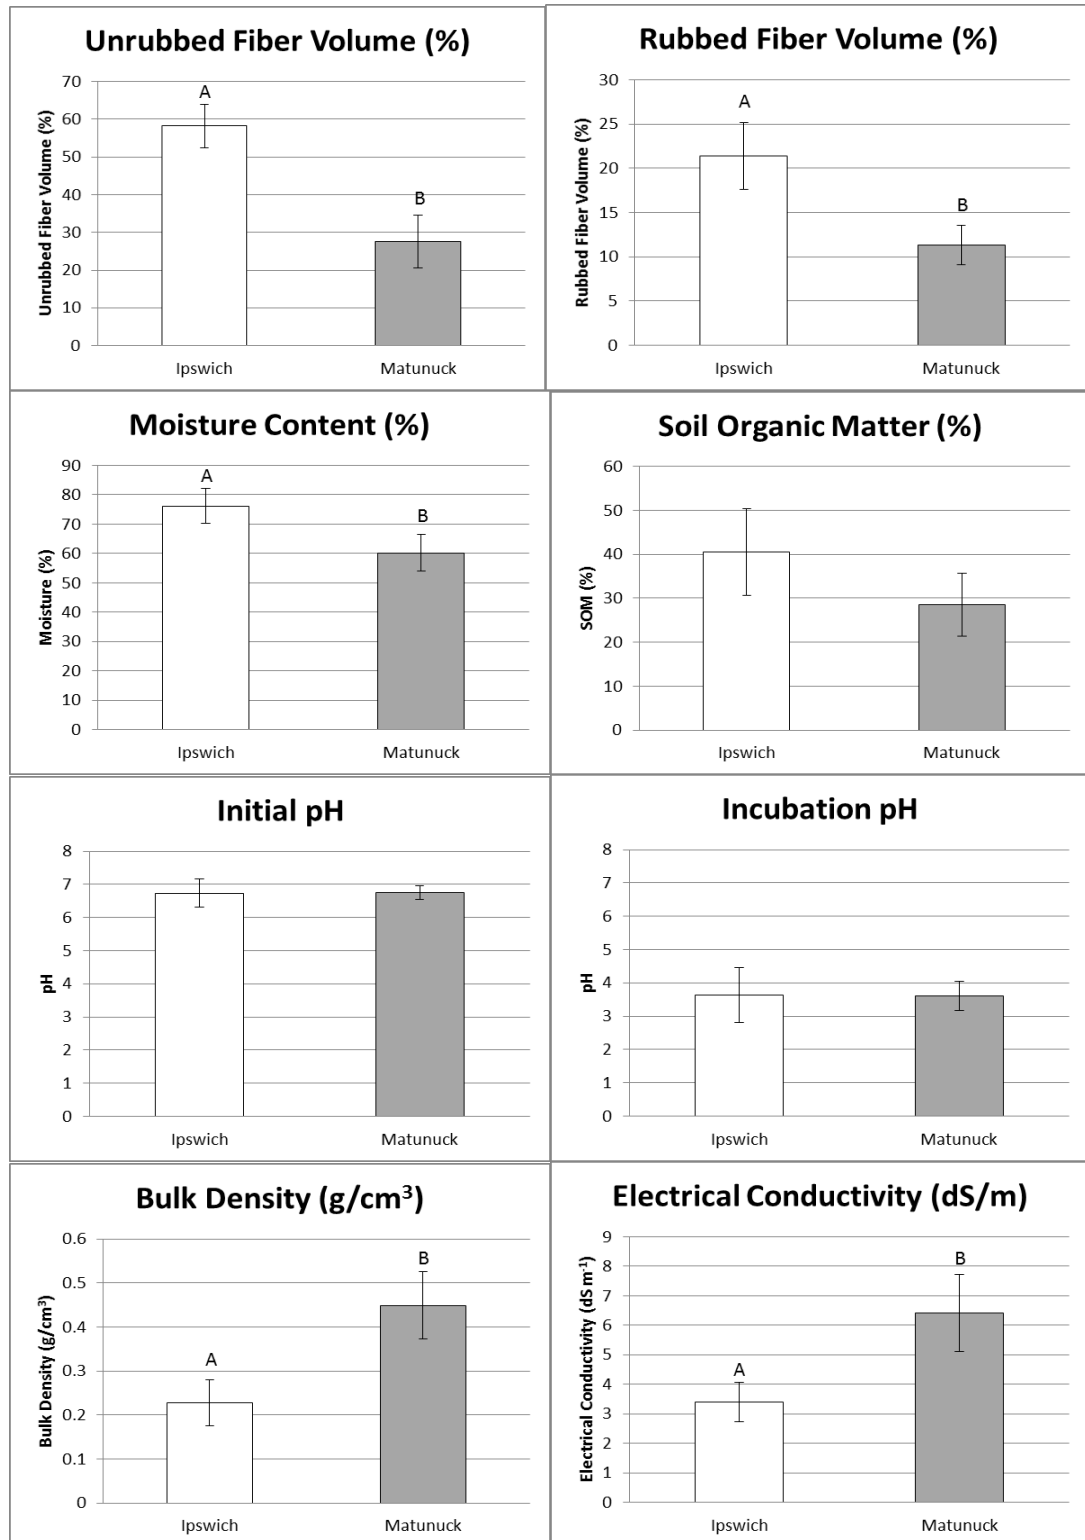 Unrubbed Fiber Volume (%)
Unrubbed Fiber Volume (%)
70
60
50
40
30
20
10
0
A
B
Ipswich Matunuck
Rubbed Fiber Volume (%)
Rubbed Fiber Volume (%)
30
25
20
15
10
5
0
A
B
Ipswich Matunuck
Moisture Content (%)
Moisture (%)
90
80
70
60
50
40
30
20
10
0
A
B
Ipswich Matunuck
Soil Organic Matter (%)
SOM (%)
60
50
40
30
20
10
0
Ipswich Matunuck
Initial pH
pH
8
7
6
5
4
3
2
1
0
Ipswich Matunuck
Incubation pH
pH
8
7
6
5
4
3
2
1
0
Ipswich Matunuck
Bulk Density (g/cm³)
Bulk Density (g/cm³)
0.6
0.5
0.4
0.3
0.2
0.1
0
A
B
Ipswich Matunuck
Electrical Conductivity (dS/m)
Electrical Conductivity (dS m⁻¹)
9
8
7
6
5
4
3
2
1
0
A
B
Ipswich Matunuck